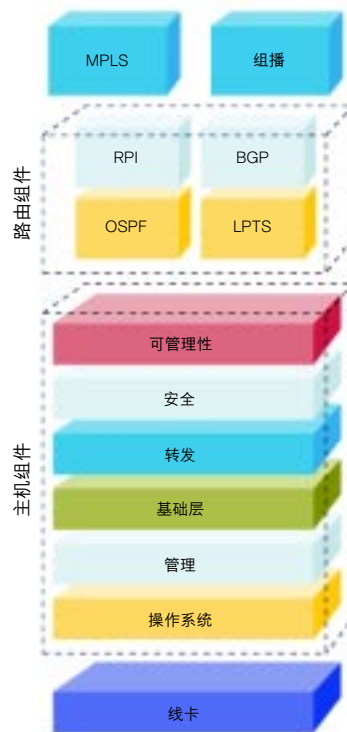 MPLS
组播
路由组件
RPI
BGP
OSPF
LPTS
主机组件
可管理性
安全
转发
基础层
管理
操作系统
线卡